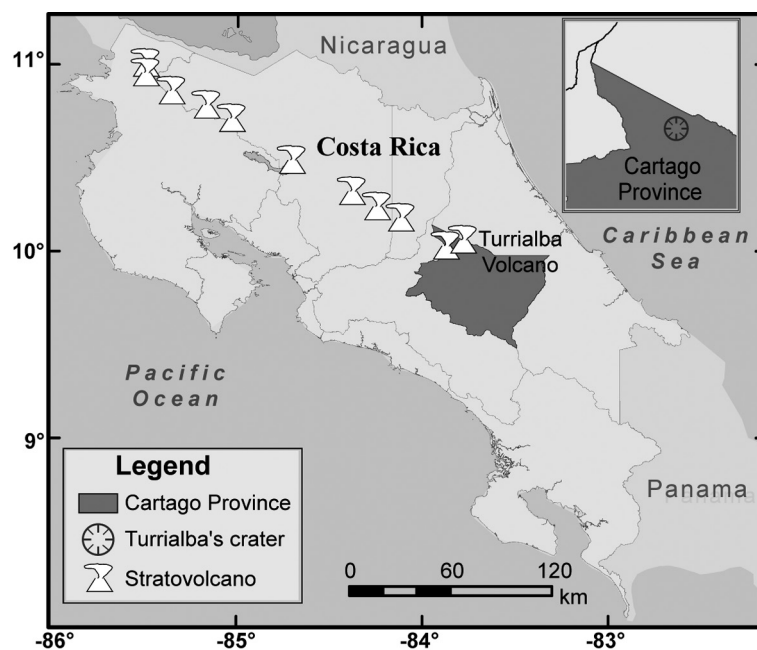 11°
Nicaragua
Costa Rica
Cartago
Province
10°
Turrialba
Volcano
Caribbean
Sea
Pacific
Ocean
9°
Panama
Panama
Legend
Cartago Province
Turrialba's crater
Stratovolcano
0 60 120
km
-86° -85° -84° -83°